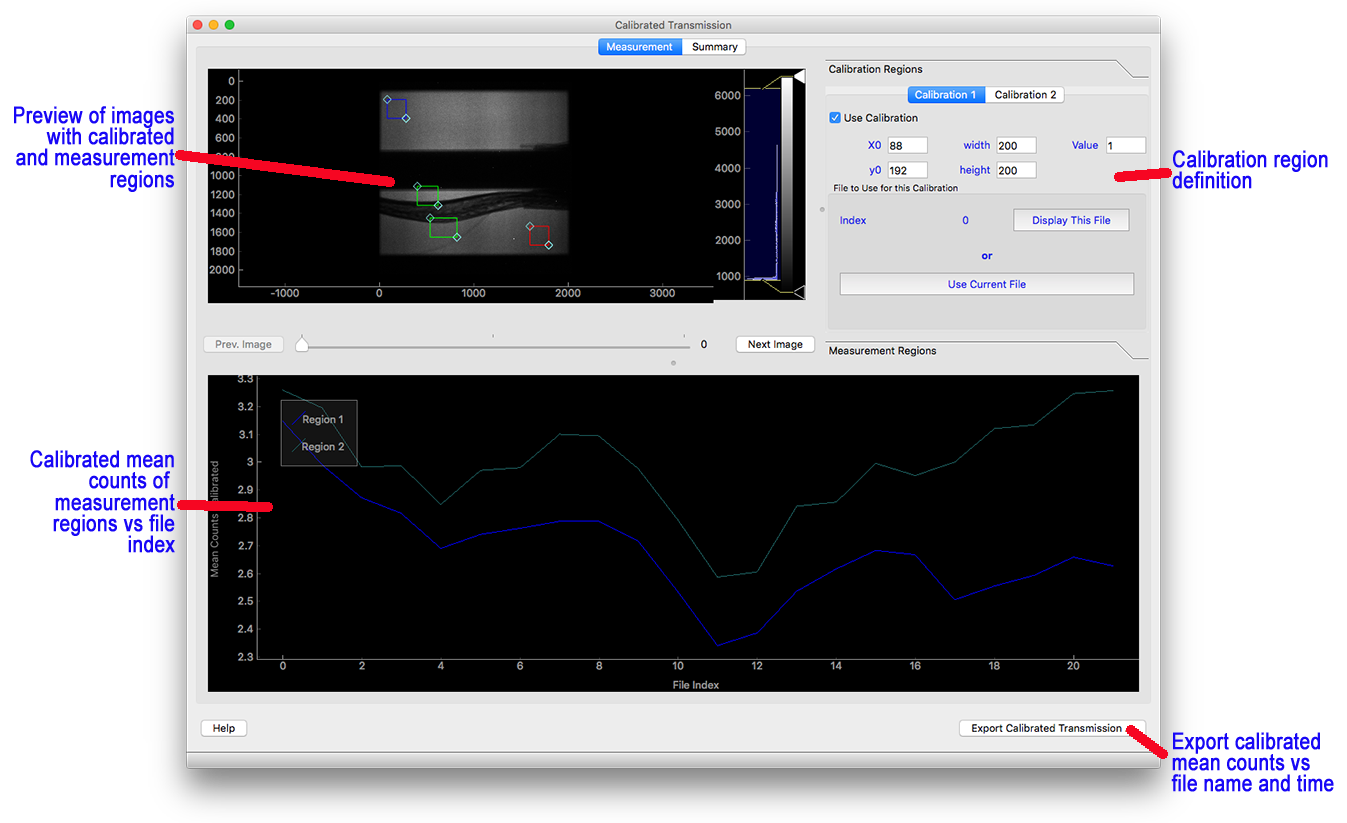 Calibrated Transmission
Measurement
Summary
Preview of images
with calibrated
and measurement
regions
0
200
400
600
800
1000
1200
1400
1600
1800
2000
-1000
0
1000
2000
3000
6000
5000
4000
3000
2000
1000
Calibration Regions
Calibration 1
Calibration 2
Use Calibration
X0 88 width 200 Value 1
y0 192 height 200
File to Use for this Calibration
Index 0 Display This File
or
Use Current File
Calibration region
definition
Prev. Image
0
Next Image
Measurement Regions
Calibrated mean
counts of
measurement
regions vs file
index
Mean Counts Calibrated
3.3
3.2
3.1
3
2.9
2.8
2.7
2.6
2.5
2.4
2.3
Region 1
Region 2
0 2 4 6 8 10 12 14 16 18 20
File Index
Help
Export Calibrated Transmission
Export calibrated
mean counts vs
file name and time